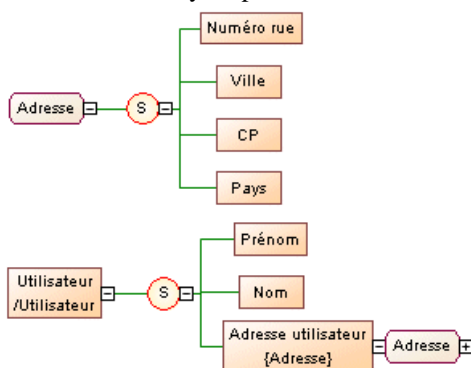 Numéro rue
Ville
Adresse
S
CP
Pays
Prénom
Utilisateur
/Utilisateur
S
Nom
Adresse utilisateur
{Adresse}
Adresse